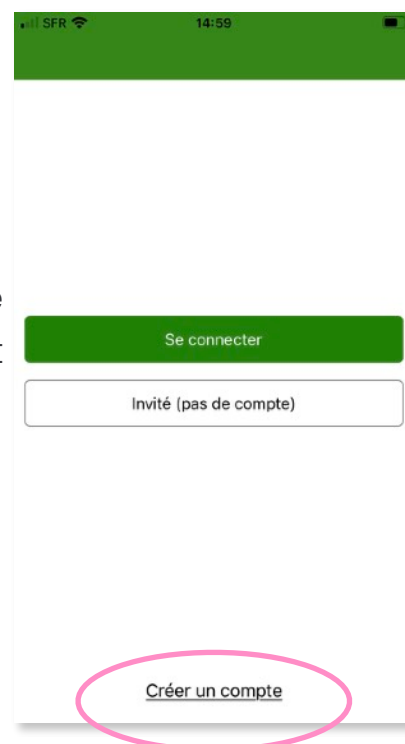 SFR 14:59
Se connecter
Invité (pas de compte)
Créer un compte